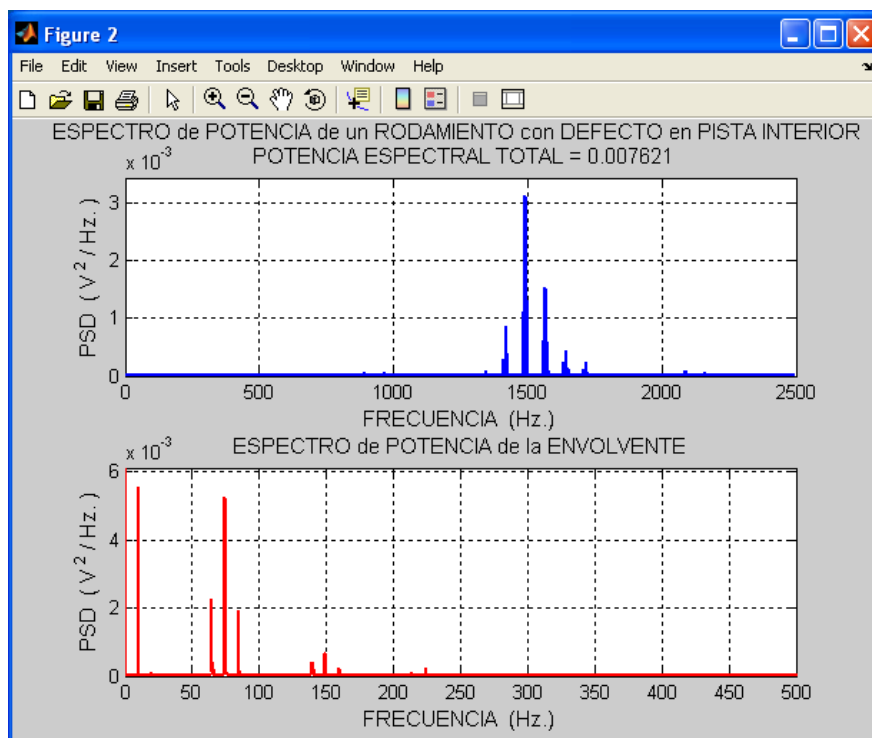 Figure 2
File Edit View Insert Tools Desktop Window Help
ESPECTRO de POTENCIA de un RODAMIENTO con DEFECTO en PISTA INTERIOR
POTENCIA ESPECTRAL TOTAL = 0.007621
x 10^-3
PSD ( V^2 / Hz. )
3
2
1
0
0 500 1000 1500 2000 2500
FRECUENCIA (Hz.)
ESPECTRO de POTENCIA de la ENVOLVENTE
x 10^-3
PSD ( V^2 / Hz. )
6
4
2
0
0 50 100 150 200 250 300 350 400 450 500
FRECUENCIA (Hz.)